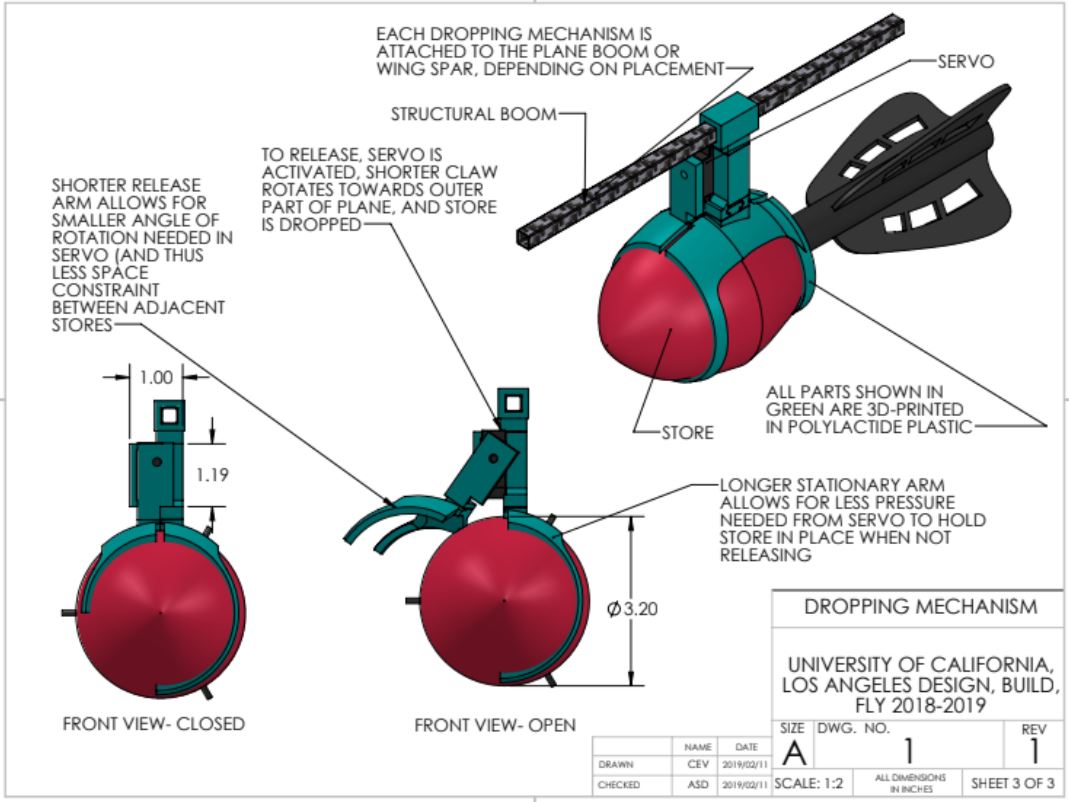 EACH DROPPING MECHANISM IS
ATTACHED TO THE PLANE BOOM OR
WING SPAR, DEPENDING ON PLACEMENT
SERVO
STRUCTURAL BOOM
TO RELEASE, SERVO IS
ACTIVATED, SHORTER CLAW
ROTATES TOWARDS OUTER
PART OF PLANE, AND STORE
IS DROPPED
SHORTER RELEASE
ARM ALLOWS FOR
SMALLER ANGLE OF
ROTATION NEEDED IN
SERVO (AND THUS
LESS SPACE
CONSTRAINT
BETWEEN ADJACENT
STORES
1.00
1.19
STORE
ALL PARTS SHOWN IN
GREEN ARE 3D-PRINTED
IN POLYLACTIDE PLASTIC
LONGER STATIONARY ARM
ALLOWS FOR LESS PRESSURE
NEEDED FROM SERVO TO HOLD
STORE IN PLACE WHEN NOT
RELEASING
Ø3.20
FRONT VIEW- CLOSED
FRONT VIEW- OPEN
DROPPING MECHANISM
UNIVERSITY OF CALIFORNIA,
LOS ANGELES DESIGN, BUILD,
FLY 2018-2019
SIZE DWG. NO. REV
A 1 1
NAME DATE
DRAWN CEV 2019/02/11
CHECKED ASD 2019/02/11
SCALE: 1:2
ALL DIMENSIONS
IN INCHES
SHEET 3 OF 3